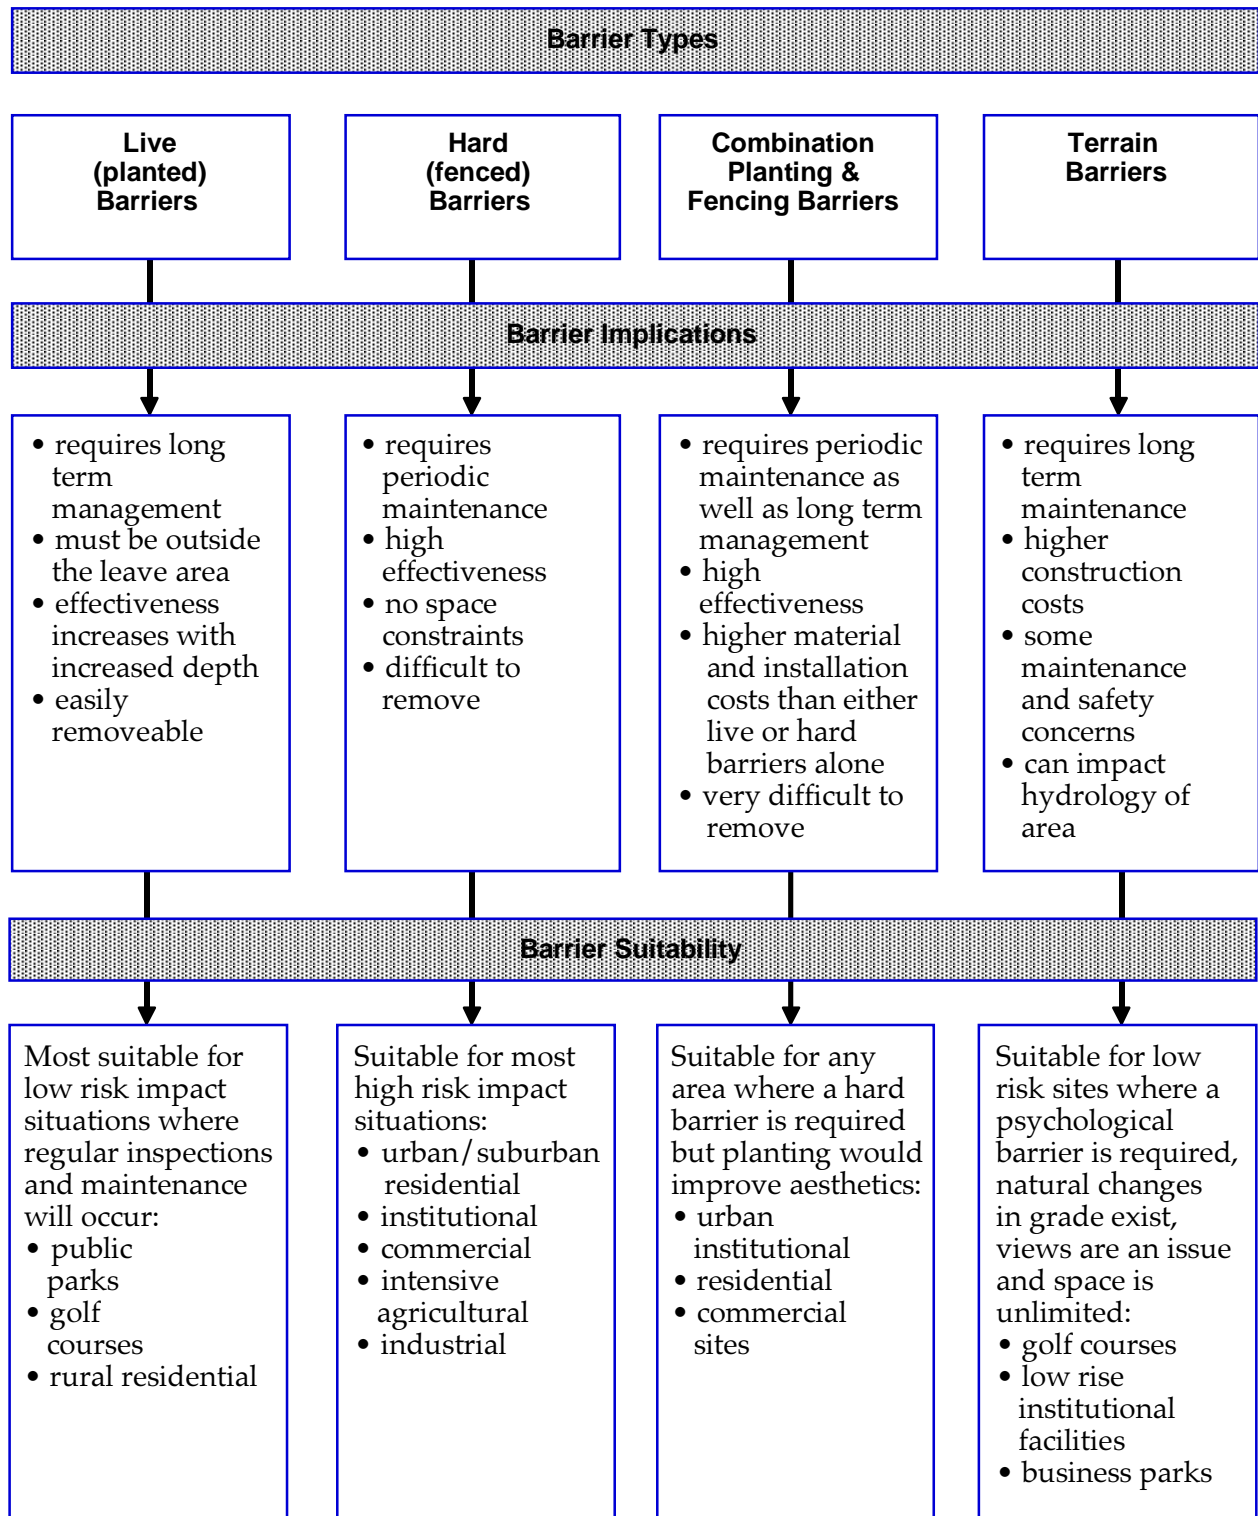 Barrier Types
Live
(planted)
Barriers
Hard
(fenced)
Barriers
Combination
Planting &
Fencing Barriers
Terrain
Barriers
Barrier Implications
• requires long
term
management
• must be outside
the leave area
• effectiveness
increases with
increased depth
• easily
removeable
• requires
periodic
maintenance
• high
effectiveness
• no space
constraints
• difficult to
remove
• requires periodic
maintenance as
well as long term
management
• high
effectiveness
• higher material
and installation
costs than either
live or hard
barriers alone
• very difficult to
remove
• requires long
term
maintenance
• higher
construction
costs
• some
maintenance
and safety
concerns
• can impact
hydrology of
area
Barrier Suitability
Most suitable for
low risk impact
situations where
regular inspections
and maintenance
will occur:
• public
parks
• golf
courses
• rural residential
Suitable for most
high risk impact
situations:
• urban/suburban
residential
• institutional
• commercial
• intensive
agricultural
• industrial
Suitable for any
area where a hard
barrier is required
but planting would
improve aesthetics:
• urban
institutional
• residential
• commercial
sites
Suitable for low
risk sites where a
psychological
barrier is required,
natural changes
in grade exist,
views are an issue
and space is
unlimited:
• golf courses
• low rise
institutional
facilities
• business parks